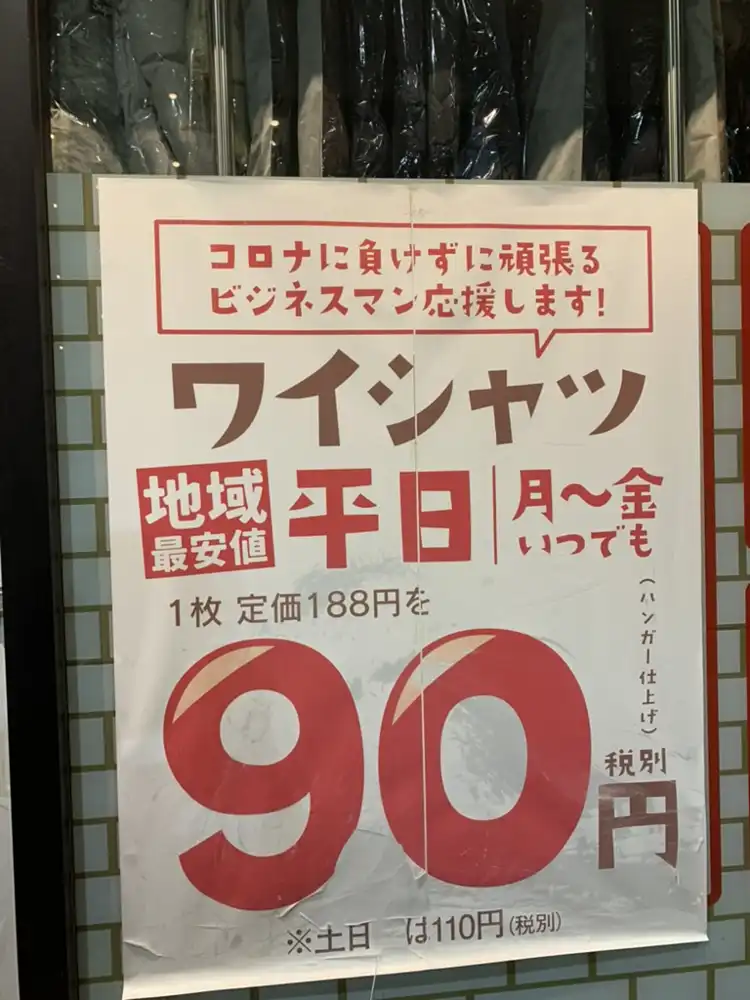 コロナに負けずに頑張る
ビジネスマン応援します!
ワイシャツ
地域
最安値
平日
月〜金
いつでも
1枚 定価188円を
90
(ハンガー仕上げ)
税別
円
※土日 は110円(税別)